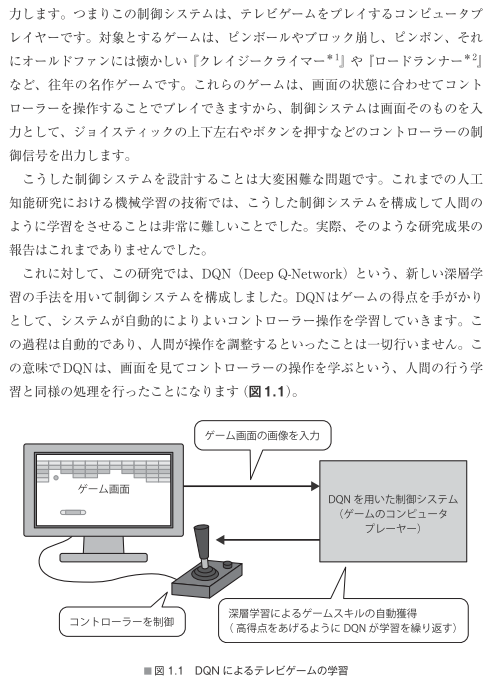 力します。つまりこの制御システムは、テレビゲームをプレイするコンピュータプ
レイヤーです。対象とするゲームは、ピンボールやブロック崩し、ピンポン、それ
にオールドファンには懐かしい『クレイジークライマー*1』や『ロードランナー*2』
など、往年の名作ゲームです。これらのゲームは、画面の状態に合わせてコント
ローラーを操作することでプレイできますから、制御システムは画面そのものを入
力として、ジョイスティックの上下左右やボタンを押すなどのコントローラーの制
御信号を出力します。
こうした制御システムを設計することは大変困難な問題です。これまでの人工
知能研究における機械学習の技術では、こうした制御システムを構成して人間の
ように学習をさせることは非常に難しいことでした。実際、そのような研究成果の
報告はこれまでありませんでした。
これに対して、この研究では、DQN（Deep Q-Network）という、新しい深層学
習の手法を用いて制御システムを構成しました。DQNはゲームの得点を手がかり
として、システムが自動的によりよいコントローラー操作を学習していきます。こ
の過程は自動的であり、人間が操作を調整するといったことは一切行いません。こ
の意味でDQNは、画面を見てコントローラーの操作を学ぶという、人間の行う学
習と同様の処理を行ったことになります（図1.1）。
ゲーム画面の画像を入力
ゲーム画面
DQNを用いた制御システム
（ゲームのコンピュータ
プレーヤー）
コントローラーを制御
深層学習によるゲームスキルの自動獲得
（高得点をあげるようにDQNが学習を繰り返す）
■図1.1　DQNによるテレビゲームの学習